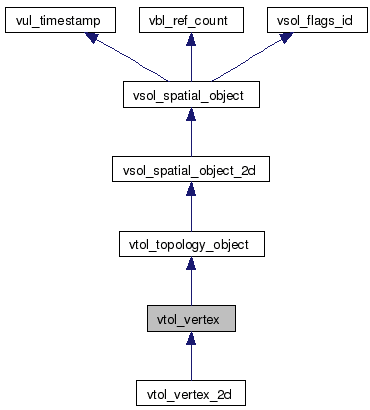 vul_timestamp
vbl_ref_count
vsol_flags_id
vsol_spatial_object
vsol_spatial_object_2d
vtol_topology_object
vtol_vertex
vtol_vertex_2d